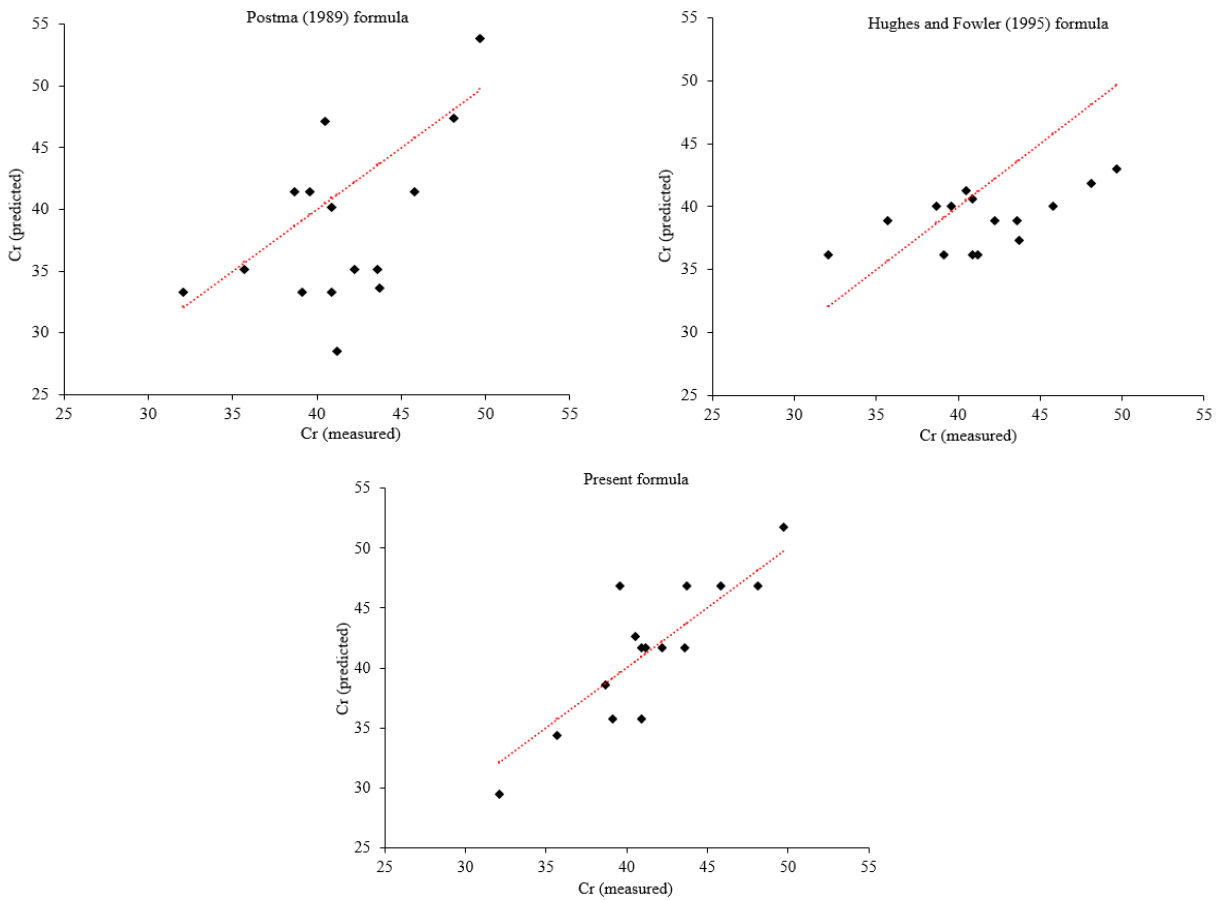 Postma (1989) formula
55
50
45
40
35
30
25
Cr (predicted)
25 30 35 40 45 50 55
Cr (measured)
Hughes and Fowler (1995) formula
55
50
45
40
35
30
25
Cr (predicted)
25 30 35 40 45 50 55
Cr (measured)
Present formula
55
50
45
40
35
30
25
Cr (predicted)
25 30 35 40 45 50 55
Cr (measured)